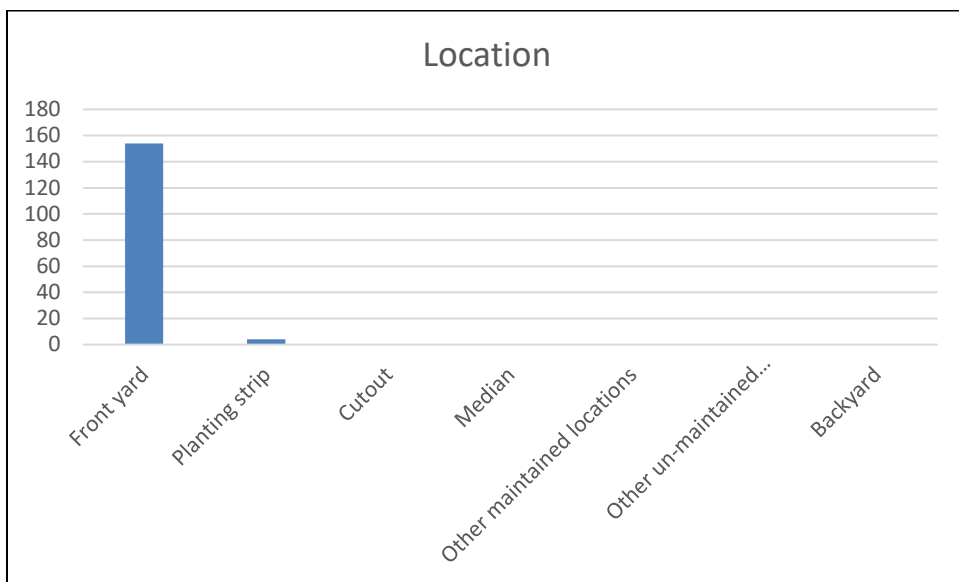 Location
180
160
140
120
100
80
60
40
20
0
Front yard
Planting strip
Cutout
Median
Other maintained locations
Other un-maintained...
Backyard